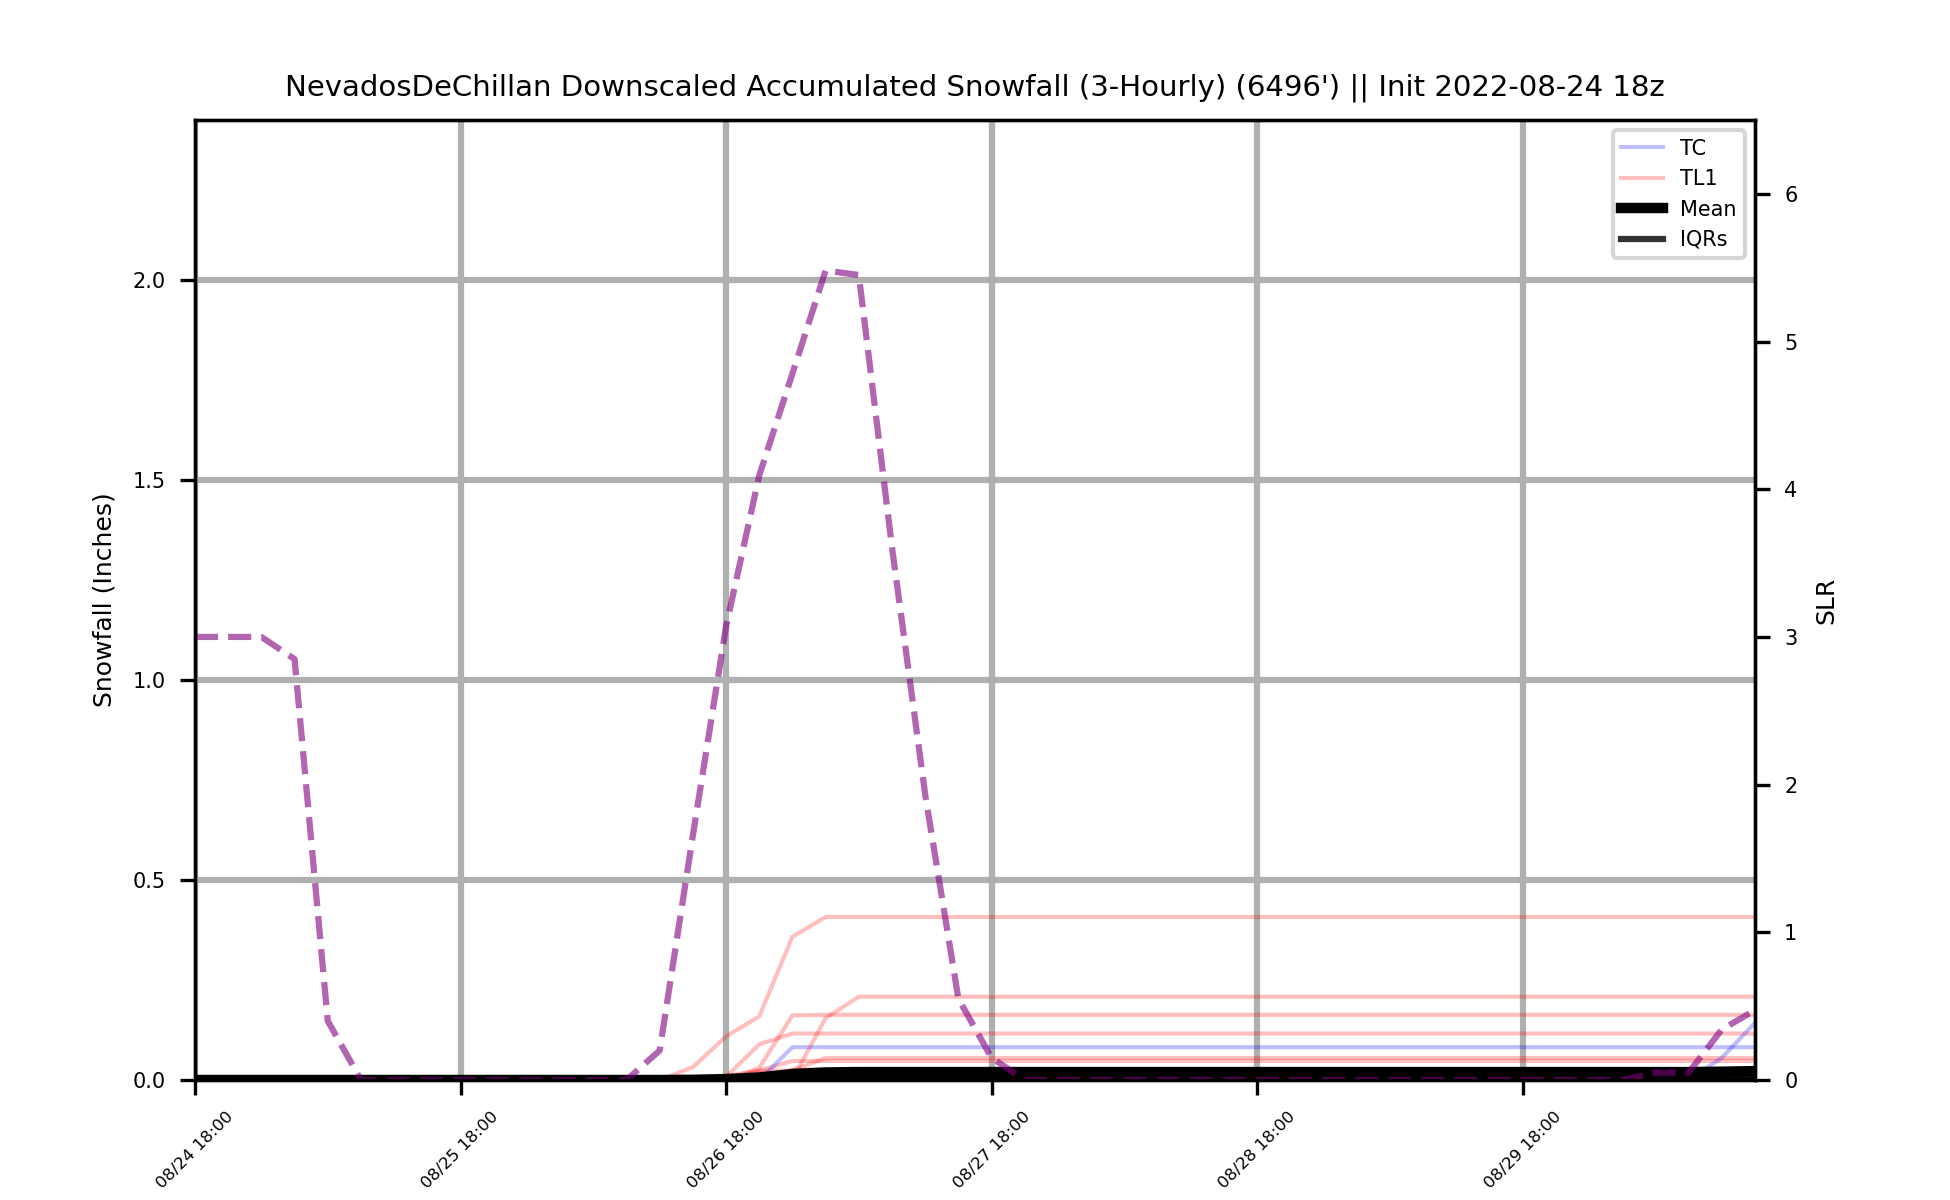 NevadosDeChillan Downscaled Accumulated Snowfall (3-Hourly) (6496') || Init 2022-08-24 18z
TC
TL1
Mean
IQRs
Snowfall (Inches)
2.0
1.5
1.0
0.5
0.0
6
5
4
3
2
1
0
SLR
08/24 18:00
08/25 18:00
08/26 18:00
08/27 18:00
08/28 18:00
08/29 18:00